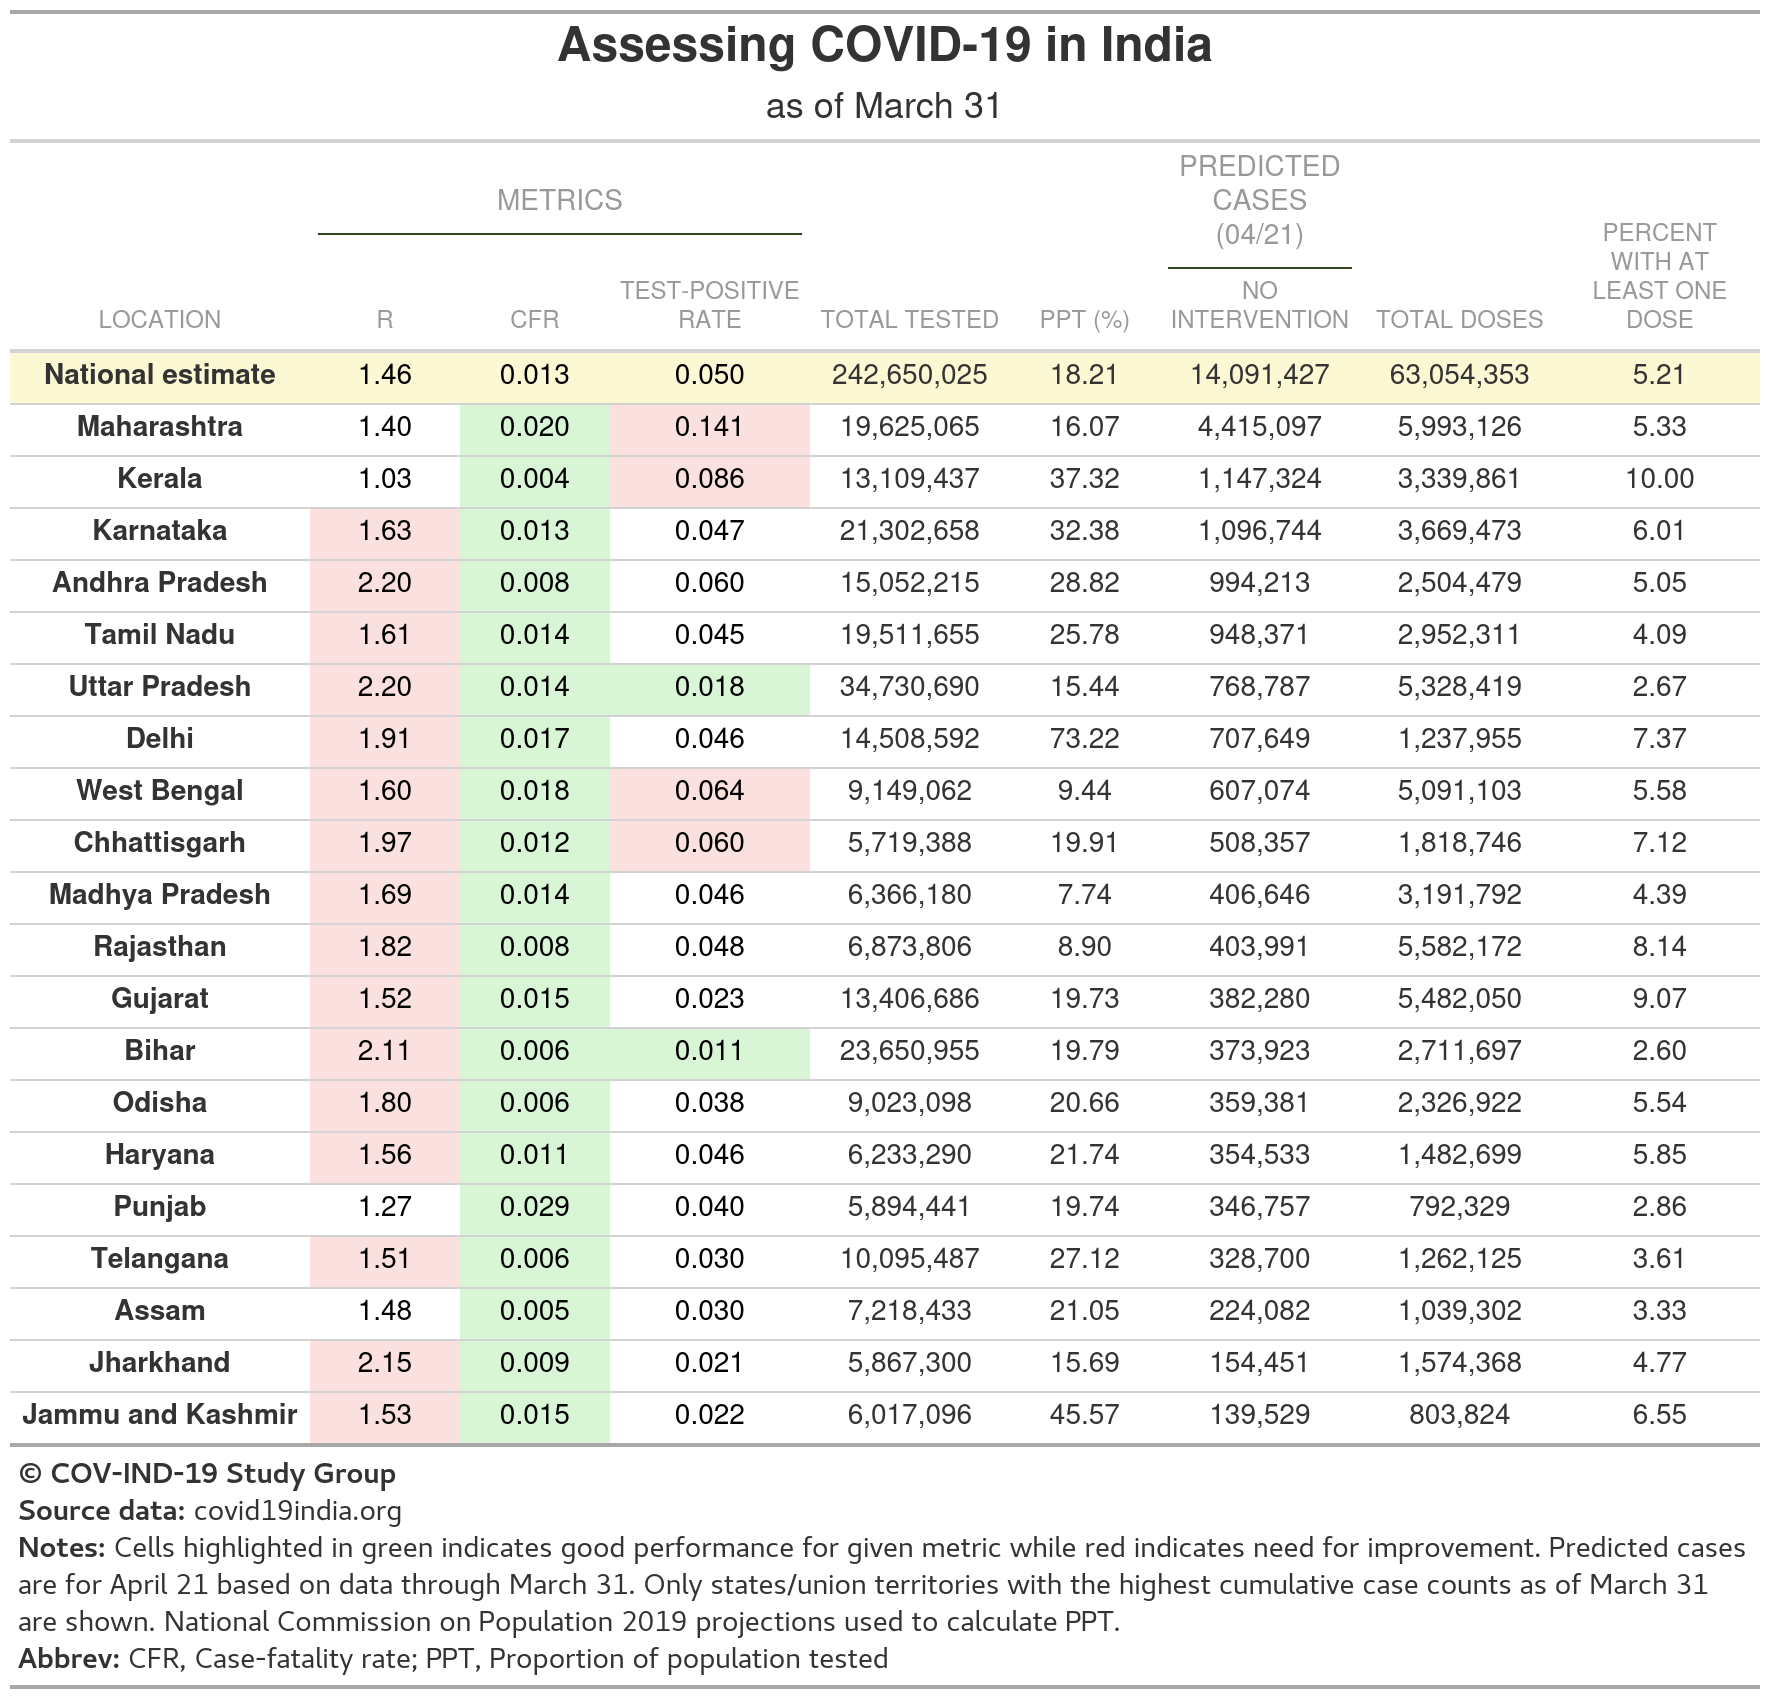 Assessing COVID-19 in India
as of March 31
METRICS
PREDICTED
CASES
(04/21)
LOCATION R CFR TEST-POSITIVE RATE TOTAL TESTED PPT (%) NO INTERVENTION TOTAL DOSES PERCENT WITH AT LEAST ONE DOSE
National estimate 1.46 0.013 0.050 242,650,025 18.21 14,091,427 63,054,353 5.21
Maharashtra 1.40 0.020 0.141 19,625,065 16.07 4,415,097 5,993,126 5.33
Kerala 1.03 0.004 0.086 13,109,437 37.32 1,147,324 3,339,861 10.00
Karnataka 1.63 0.013 0.047 21,302,658 32.38 1,096,744 3,669,473 6.01
Andhra Pradesh 2.20 0.008 0.060 15,052,215 28.82 994,213 2,504,479 5.05
Tamil Nadu 1.61 0.014 0.045 19,511,655 25.78 948,371 2,952,311 4.09
Uttar Pradesh 2.20 0.014 0.018 34,730,690 15.44 768,787 5,328,419 2.67
Delhi 1.91 0.017 0.046 14,508,592 73.22 707,649 1,237,955 7.37
West Bengal 1.60 0.018 0.064 9,149,062 9.44 607,074 5,091,103 5.58
Chhattisgarh 1.97 0.012 0.060 5,719,388 19.91 508,357 1,818,746 7.12
Madhya Pradesh 1.69 0.014 0.046 6,366,180 7.74 406,646 3,191,792 4.39
Rajasthan 1.82 0.008 0.048 6,873,806 8.90 403,991 5,582,172 8.14
Gujarat 1.52 0.015 0.023 13,406,686 19.73 382,280 5,482,050 9.07
Bihar 2.11 0.006 0.011 23,650,955 19.79 373,923 2,711,697 2.60
Odisha 1.80 0.006 0.038 9,023,098 20.66 359,381 2,326,922 5.54
Haryana 1.56 0.011 0.046 6,233,290 21.74 354,533 1,482,699 5.85
Punjab 1.27 0.029 0.040 5,894,441 19.74 346,757 792,329 2.86
Telangana 1.51 0.006 0.030 10,095,487 27.12 328,700 1,262,125 3.61
Assam 1.48 0.005 0.030 7,218,433 21.05 224,082 1,039,302 3.33
Jharkhand 2.15 0.009 0.021 5,867,300 15.69 154,451 1,574,368 4.77
Jammu and Kashmir 1.53 0.015 0.022 6,017,096 45.57 139,529 803,824 6.55
© COV-IND-19 Study Group
Source data: covid19india.org
Notes: Cells highlighted in green indicates good performance for given metric while red indicates need for improvement. Predicted cases
are for April 21 based on data through March 31. Only states/union territories with the highest cumulative case counts as of March 31
are shown. National Commission on Population 2019 projections used to calculate PPT.
Abbrev: CFR, Case-fatality rate; PPT, Proportion of population tested